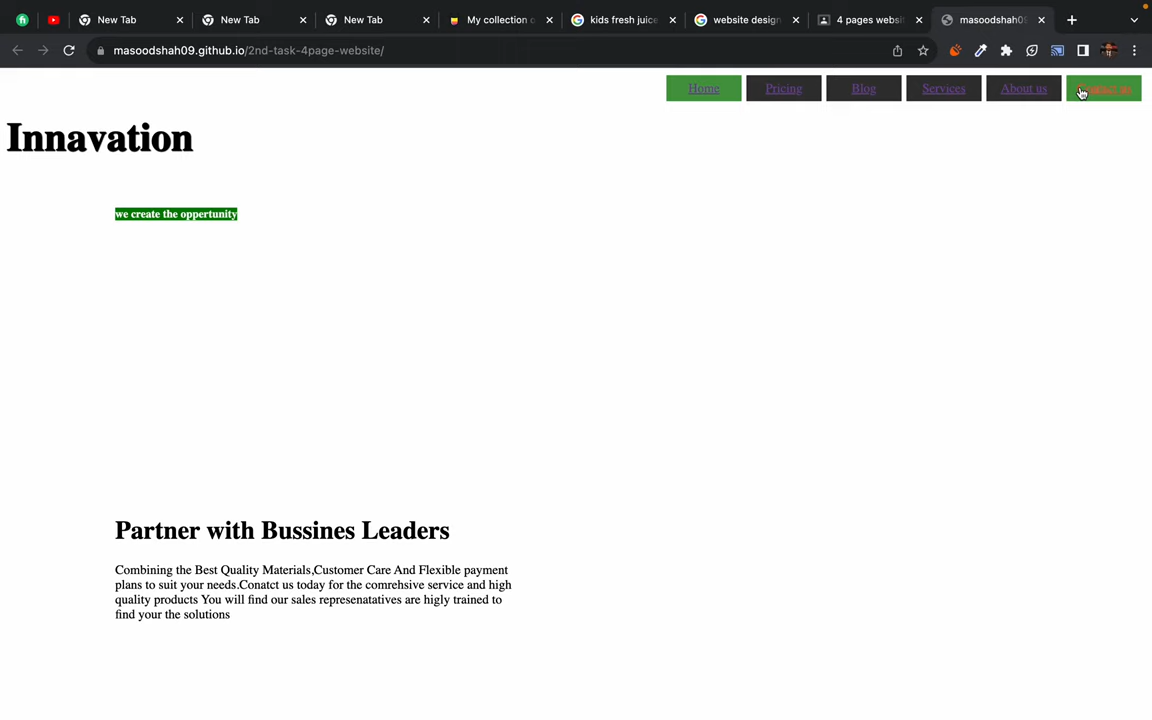 New Tab
New Tab
New Tab
My collection o
kids fresh juice
website design
4 pages websi
masoodshah09
masoodshah09.github.io/2nd-task-4page-website/
Home
Pricing
Blog
Services
About us
Innavation
we create the oppertunity
Partner with Bussines Leaders
Combining the Best Quality Materials,Customer Care And Flexible payment
plans to suit your needs.Conatct us today for the comrehsive service and high
quality products You will find our sales represenatatives are higly trained to
find your the solutions